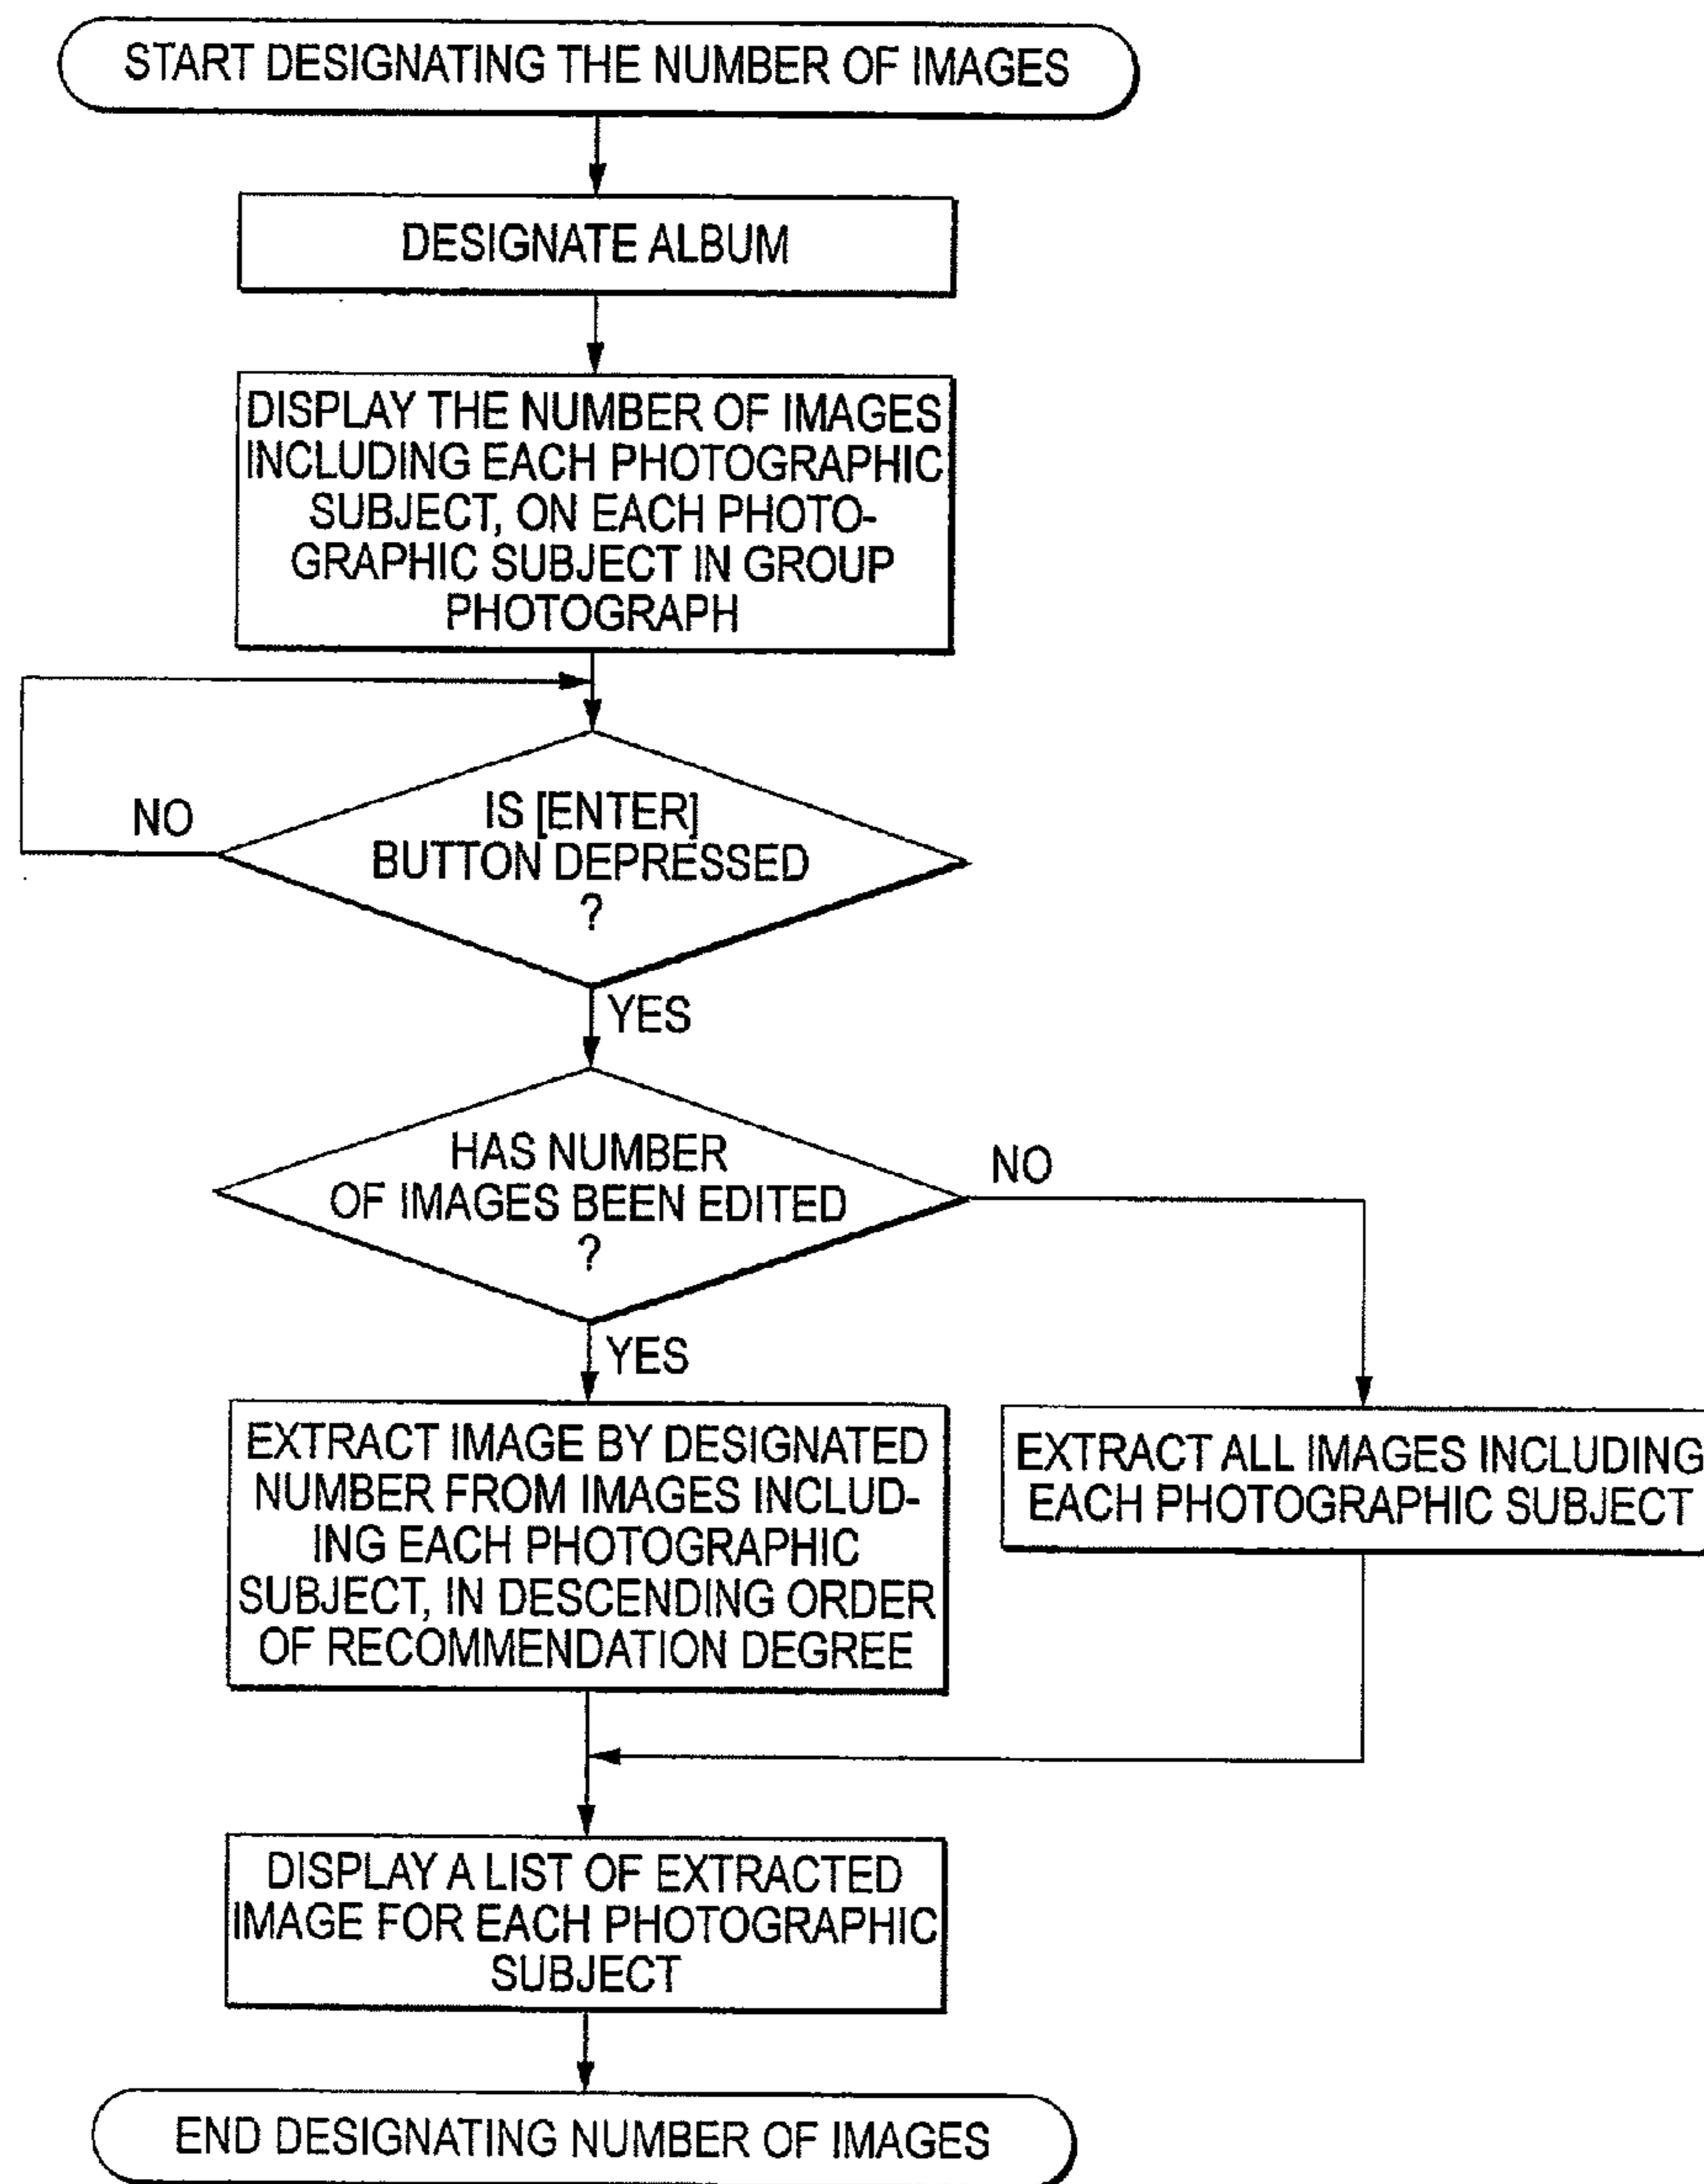 START DESIGNATING THE NUMBER OF IMAGES
DESIGNATE ALBUM
DISPLAY THE NUMBER OF IMAGES
INCLUDING EACH PHOTOGRAPHIC
SUBJECT, ON EACH PHOTO-
GRAPHIC SUBJECT IN GROUP
PHOTOGRAPH
NO
IS [ENTER]
BUTTON DEPRESSED
?
YES
HAS NUMBER
OF IMAGES BEEN EDITED
?
NO
YES
EXTRACT IMAGE BY DESIGNATED
NUMBER FROM IMAGES INCLUD-
ING EACH PHOTOGRAPHIC
SUBJECT, IN DESCENDING ORDER
OF RECOMMENDATION DEGREE
EXTRACT ALL IMAGES INCLUDING
EACH PHOTOGRAPHIC SUBJECT
DISPLAY A LIST OF EXTRACTED
IMAGE FOR EACH PHOTOGRAPHIC
SUBJECT
END DESIGNATING NUMBER OF IMAGES